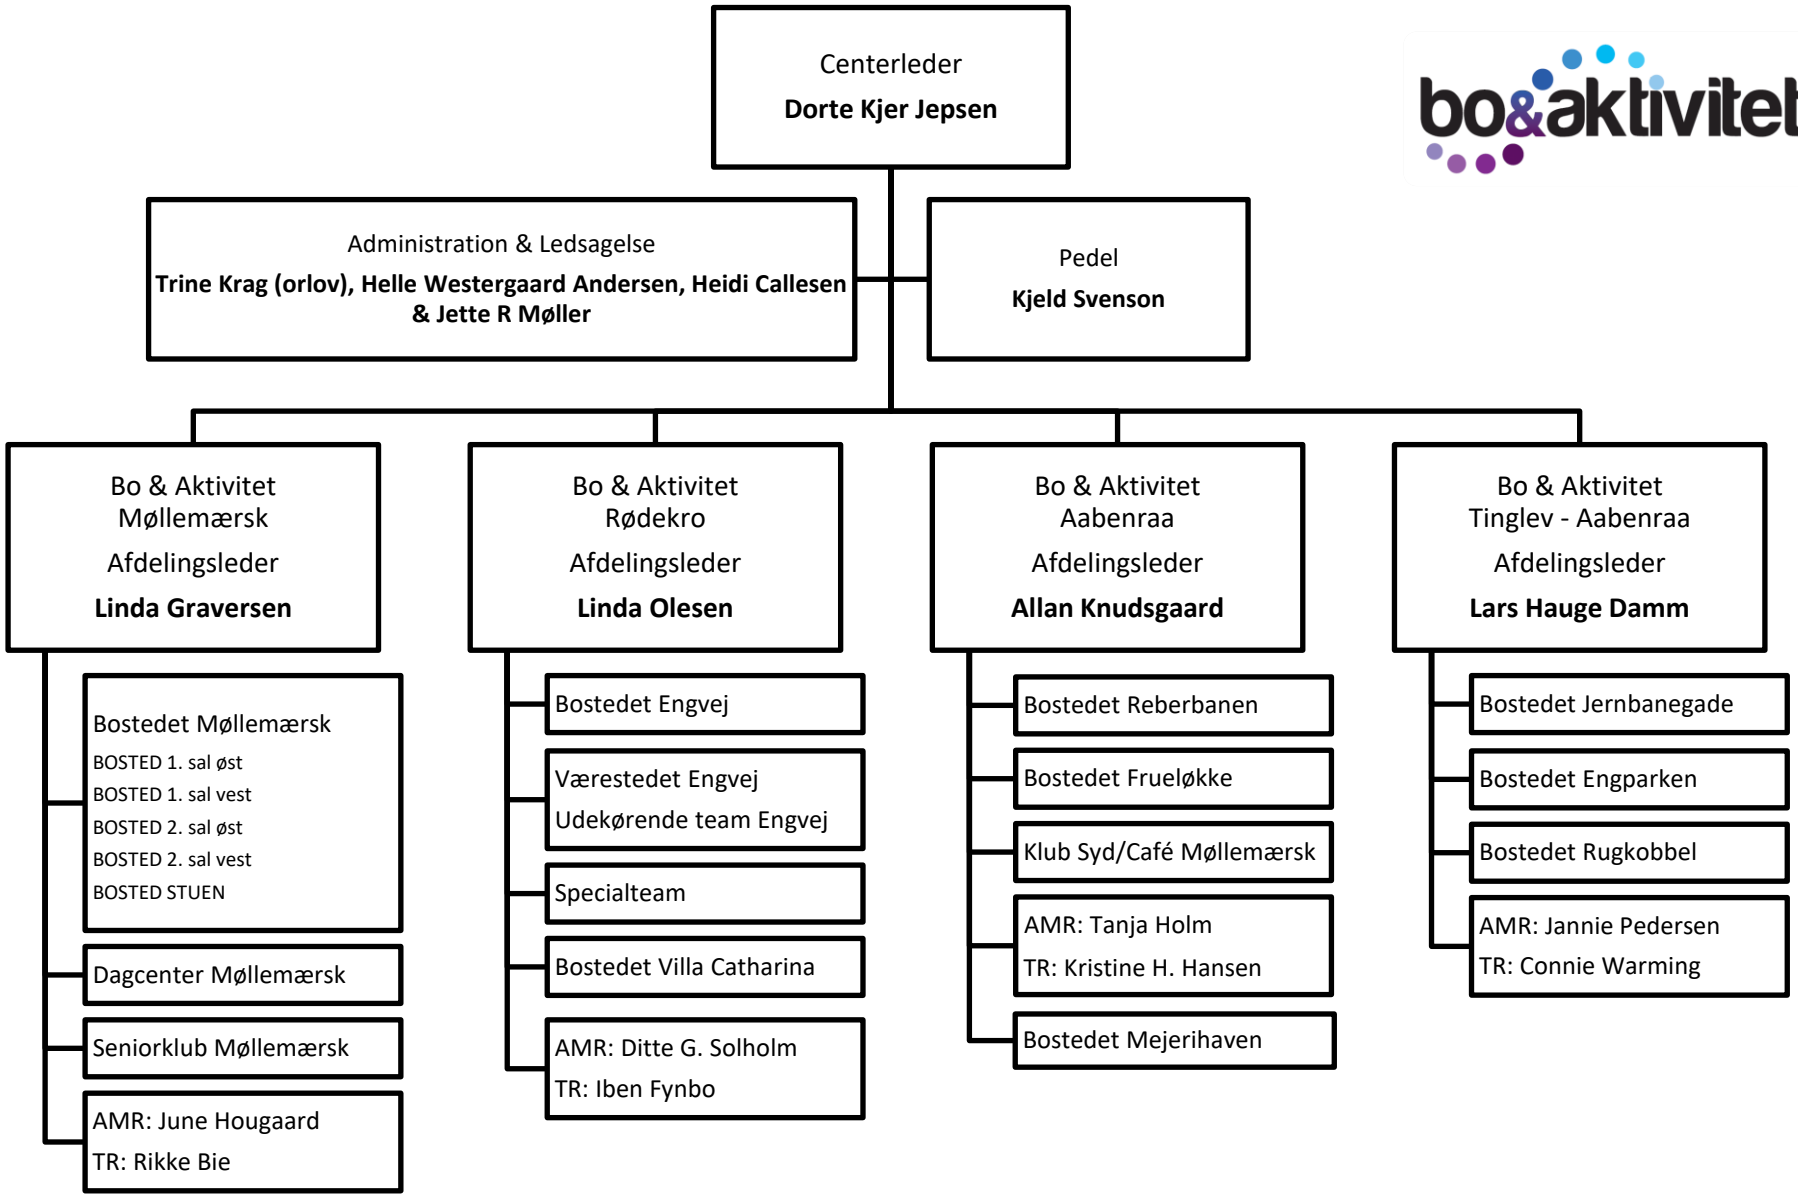 Centerleder
Dorte Kjer Jepsen
bo&aktivitet
Administration & Ledsagelse
Trine Krag (orlov), Helle Westergaard Andersen, Heidi Callesen
& Jette R Møller
Pedel
Kjeld Svenson
Bo & Aktivitet
Møllemærsk
Afdelingsleder
Linda Graversen
Bostedet Møllemærsk
BOSTED 1. sal øst
BOSTED 1. sal vest
BOSTED 2. sal øst
BOSTED 2. sal vest
BOSTED STUEN
Dagcenter Møllemærsk
Seniorklub Møllemærsk
AMR: June Hougaard
TR: Rikke Bie
Bo & Aktivitet
Rødekro
Afdelingsleder
Linda Olesen
Bostedet Engvej
Værestedet Engvej
Udekørende team Engvej
Specialteam
Bostedet Villa Catharina
AMR: Ditte G. Solholm
TR: Iben Fynbo
Bo & Aktivitet
Aabenraa
Afdelingsleder
Allan Knudsgaard
Bostedet Reberbanen
Bostedet Frueløkke
Klub Syd/Café Møllemærsk
AMR: Tanja Holm
TR: Kristine H. Hansen
Bostedet Mejerihaven
Bo & Aktivitet
Tinglev - Aabenraa
Afdelingsleder
Lars Hauge Damm
Bostedet Jernbanegade
Bostedet Engparken
Bostedet Rugkobbel
AMR: Jannie Pedersen
TR: Connie Warming